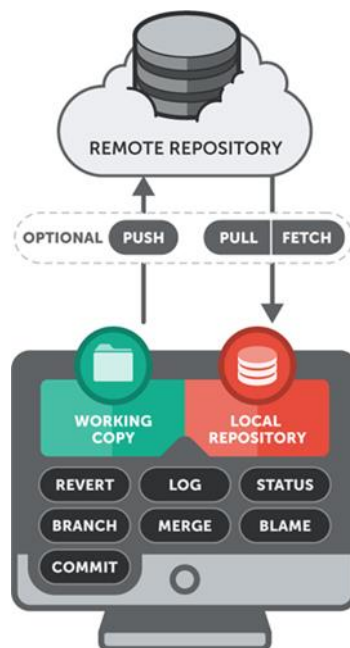 REMOTE REPOSITORY
OPTIONAL PUSH PULL FETCH
WORKING COPY
LOCAL REPOSITORY
REVERT LOG STATUS
BRANCH MERGE BLAME
COMMIT